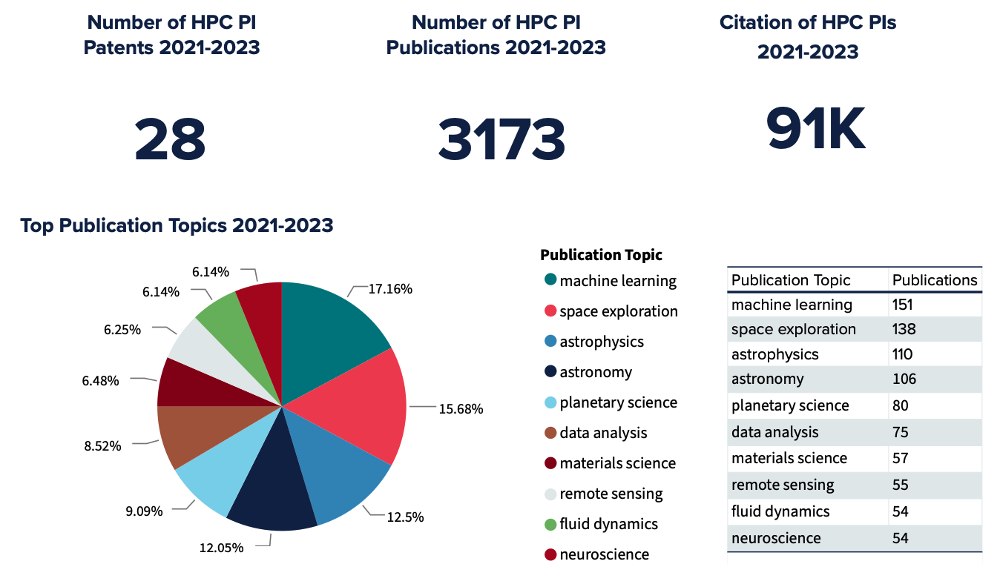 Number of HPC PI
Patents 2021-2023
28
Number of HPC PI
Publications 2021-2023
3173
Citation of HPC PIs
2021-2023
91K
Top Publication Topics 2021-2023
6.14%
6.14%
6.25%
6.48%
8.52%
9.09%
12.05%
17.16%
15.68%
12.5%
Publication Topic
machine learning
space exploration
astrophysics
astronomy
planetary science
data analysis
materials science
remote sensing
fluid dynamics
neuroscience
Publication Topic Publications
machine learning 151
space exploration 138
astrophysics 110
astronomy 106
planetary science 80
data analysis 75
materials science 57
remote sensing 55
fluid dynamics 54
neuroscience 54